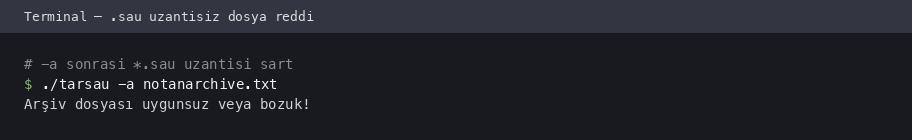 Terminal — .sau uzantisiz dosya reddi
# —a sonrasi *.sau uzantisi sart
$ ./tarsau —a notanarchive.txt
Arşiv dosyası uygunsuz veya bozuk!